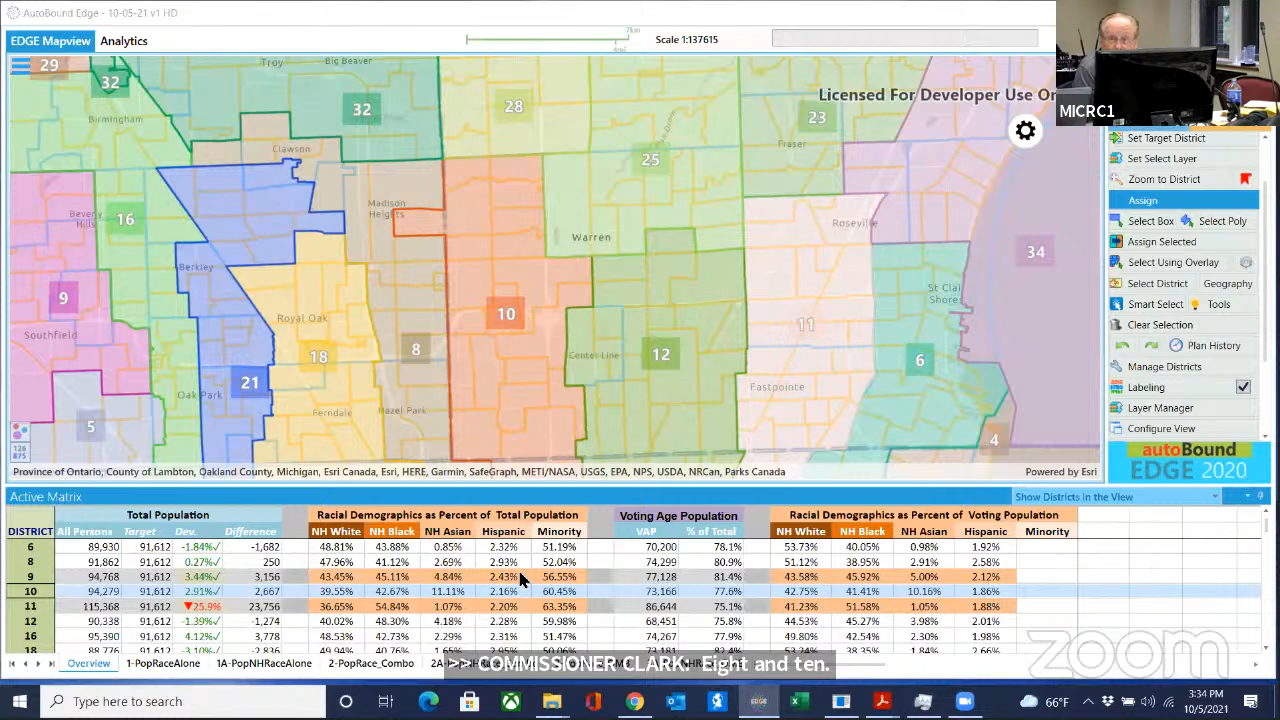 AutoBound Edge - 10-05-21 v1 HD
EDGE Mapview Analytics
Scale 1:137615
MICRC1
Licensed For Developer Use On
29 32 Troy Big Beaver 28 23
Birmingham 32 Fraser
Clawson 25
Beverly Hills 16 Madison Heights Warren Roseville 34
Berkley
9 10 St Clair Shores 11
Southfield Royal Oak 18 8 Center Line 12 6
21 Oak Park Eastpointe
5 Ferndale Hazel Park 4
Province of Ontario, County of Lambton, Oakland County, Michigan, Esri Canada, Esri, HERE, Garmin, SafeGraph, METI/NASA, USGS, EPA, NPS, USDA, NRCan, Parks Canada
Powered by Esri
Set Target District
Set Select Layer
Zoom to District
Assign
Select Box Select Poly
Assign Selected
Select Using Overlay
Select District Geography
Smart Select Tools
Clear Selection
Plan History
Manage Districts
Labeling
Layer Manager
Configure View
autoBound
EDGE 2020
Active Matrix
Show Districts in the View
Total Population Racial Demographics as Percent of Total Population Voting Age Population Racial Demographics as Percent of Voting Population
DISTRICT All Persons Target Dev. Difference NH White NH Black NH Asian Hispanic Minority VAP % of Total NH White NH Black NH Asian Hispanic Minority
6 89,930 91,612 -1.84%✓ -1,682 48.81% 43.88% 0.85% 2.32% 51.19% 70,200 78.1% 53.73% 40.05% 0.98% 1.92%
8 91,862 91,612 0.27%✓ 250 47.96% 41.12% 2.69% 2.93% 52.04% 74,299 80.9% 51.12% 38.95% 2.91% 2.58%
9 94,768 91,612 3.44%✓ 3,156 43.45% 45.11% 4.84% 2.43% 56.55% 77,128 81.4% 43.58% 45.92% 5.00% 2.12%
10 94,279 91,612 2.91%✓ 2,667 39.55% 42.67% 11.11% 2.16% 60.45% 73,166 77.6% 42.75% 41.41% 10.16% 1.86%
11 115,368 91,612 ▼25.9% 23,756 36.65% 54.84% 1.07% 2.20% 63.35% 86,644 75.1% 41.23% 51.58% 1.05% 1.88%
12 90,338 91,612 -1.39%✓ -1,274 40.02% 48.30% 4.18% 2.28% 59.98% 68,451 75.8% 44.53% 45.27% 3.98% 2.01%
16 95,390 91,612 4.12%✓ 3,778 48.53% 42.73% 2.29% 2.31% 51.47% 74,267 77.9% 49.80% 42.54% 2.30% 1.98%
18 88,776 91,612 -3.10%✓ -2,836
Overview 1-PopRaceAlone 1A-PopNHRaceAlone 2-PopRace_Combo
>> COMMISSIONER CLARK: Eight and ten.
zoom
Type here to search
66°F
3:34 PM
10/5/2021